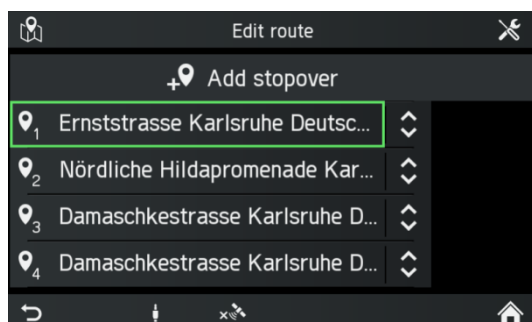 Edit route
Add stopover
1 Ernststrasse Karlsruhe Deutsc...
2 Nördliche Hildapromenade Kar...
3 Damaschkestrasse Karlsruhe D...
4 Damaschkestrasse Karlsruhe D...